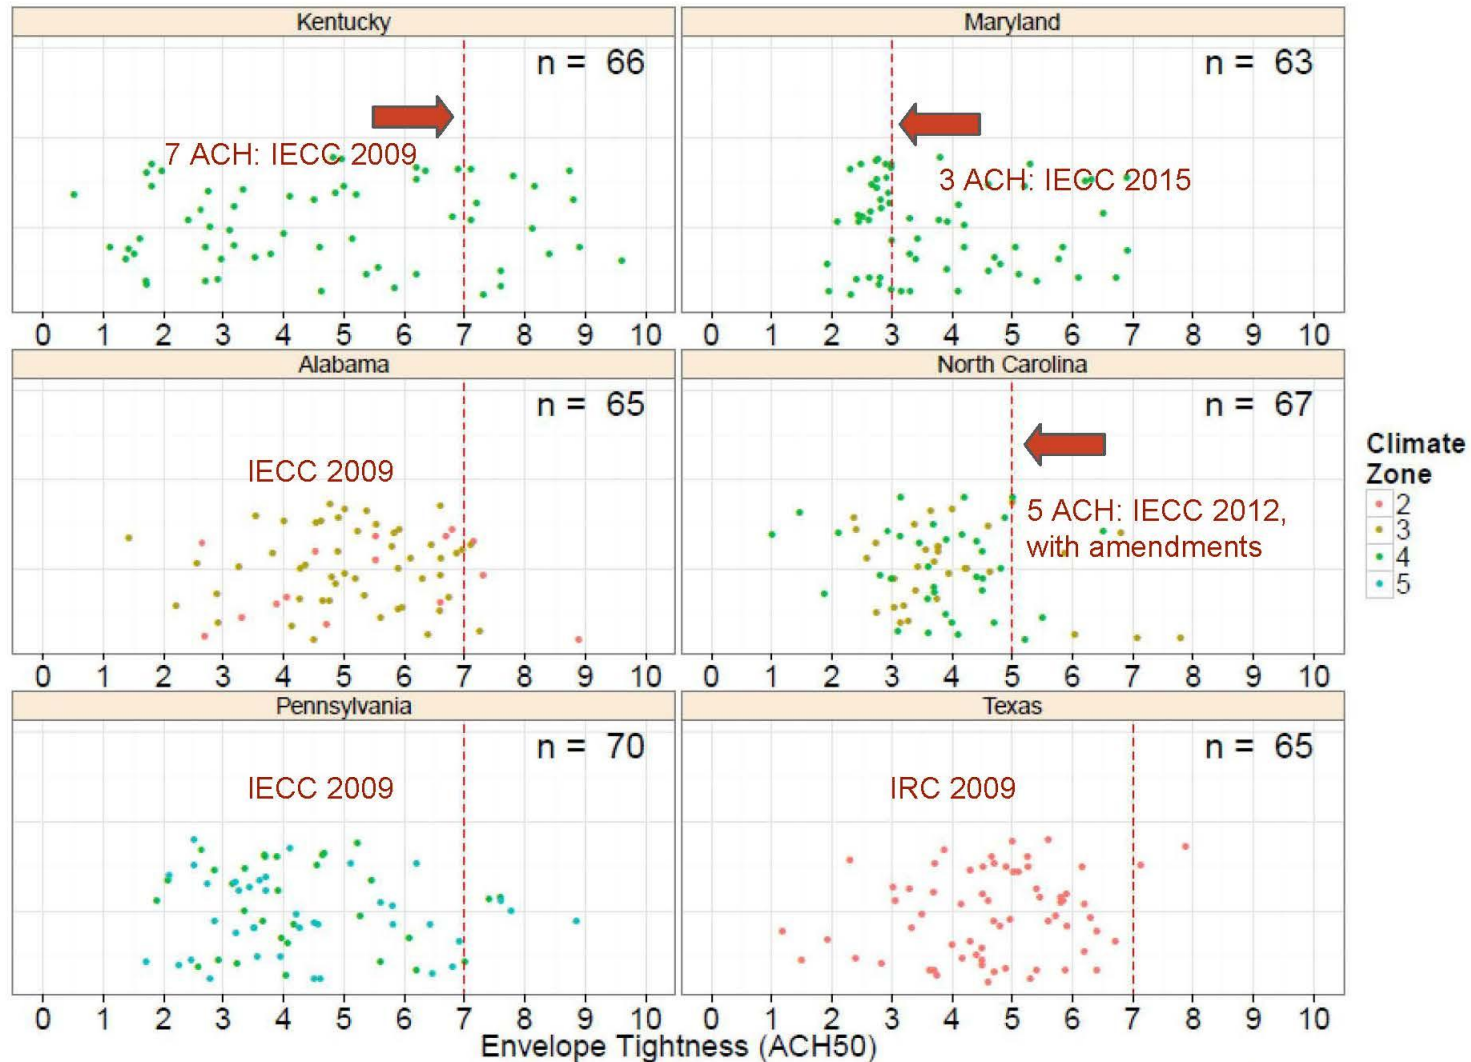 Kentucky
n = 66
7 ACH: IECC 2009
0 1 2 3 4 5 6 7 8 9 10
Maryland
n = 63
3 ACH: IECC 2015
0 1 2 3 4 5 6 7 8 9 10
Alabama
n = 65
IECC 2009
0 1 2 3 4 5 6 7 8 9 10
North Carolina
n = 67
5 ACH: IECC 2012,
with amendments
0 1 2 3 4 5 6 7 8 9 10
Pennsylvania
n = 70
IECC 2009
0 1 2 3 4 5 6 7 8 9 10
Texas
n = 65
IRC 2009
0 1 2 3 4 5 6 7 8 9 10
Envelope Tightness (ACH50)
Climate
Zone
2
3
4
5